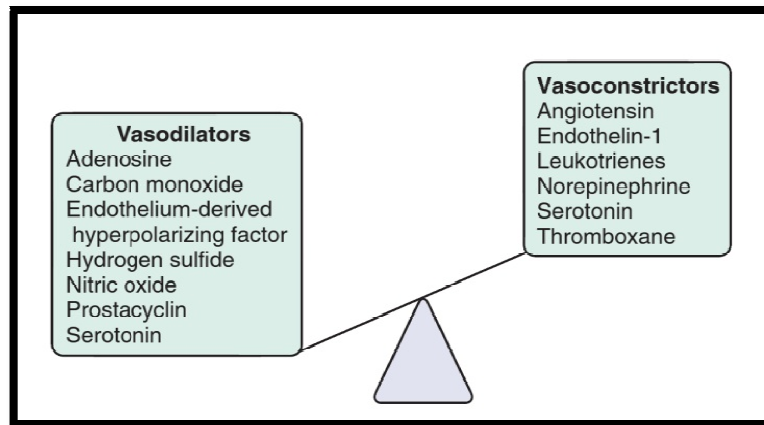 Vasodilators
Adenosine
Carbon monoxide
Endothelium-derived
hyperpolarizing factor
Hydrogen sulfide
Nitric oxide
Prostacyclin
Serotonin
Vasoconstrictors
Angiotensin
Endothelin-1
Leukotrienes
Norepinephrine
Serotonin
Thromboxane